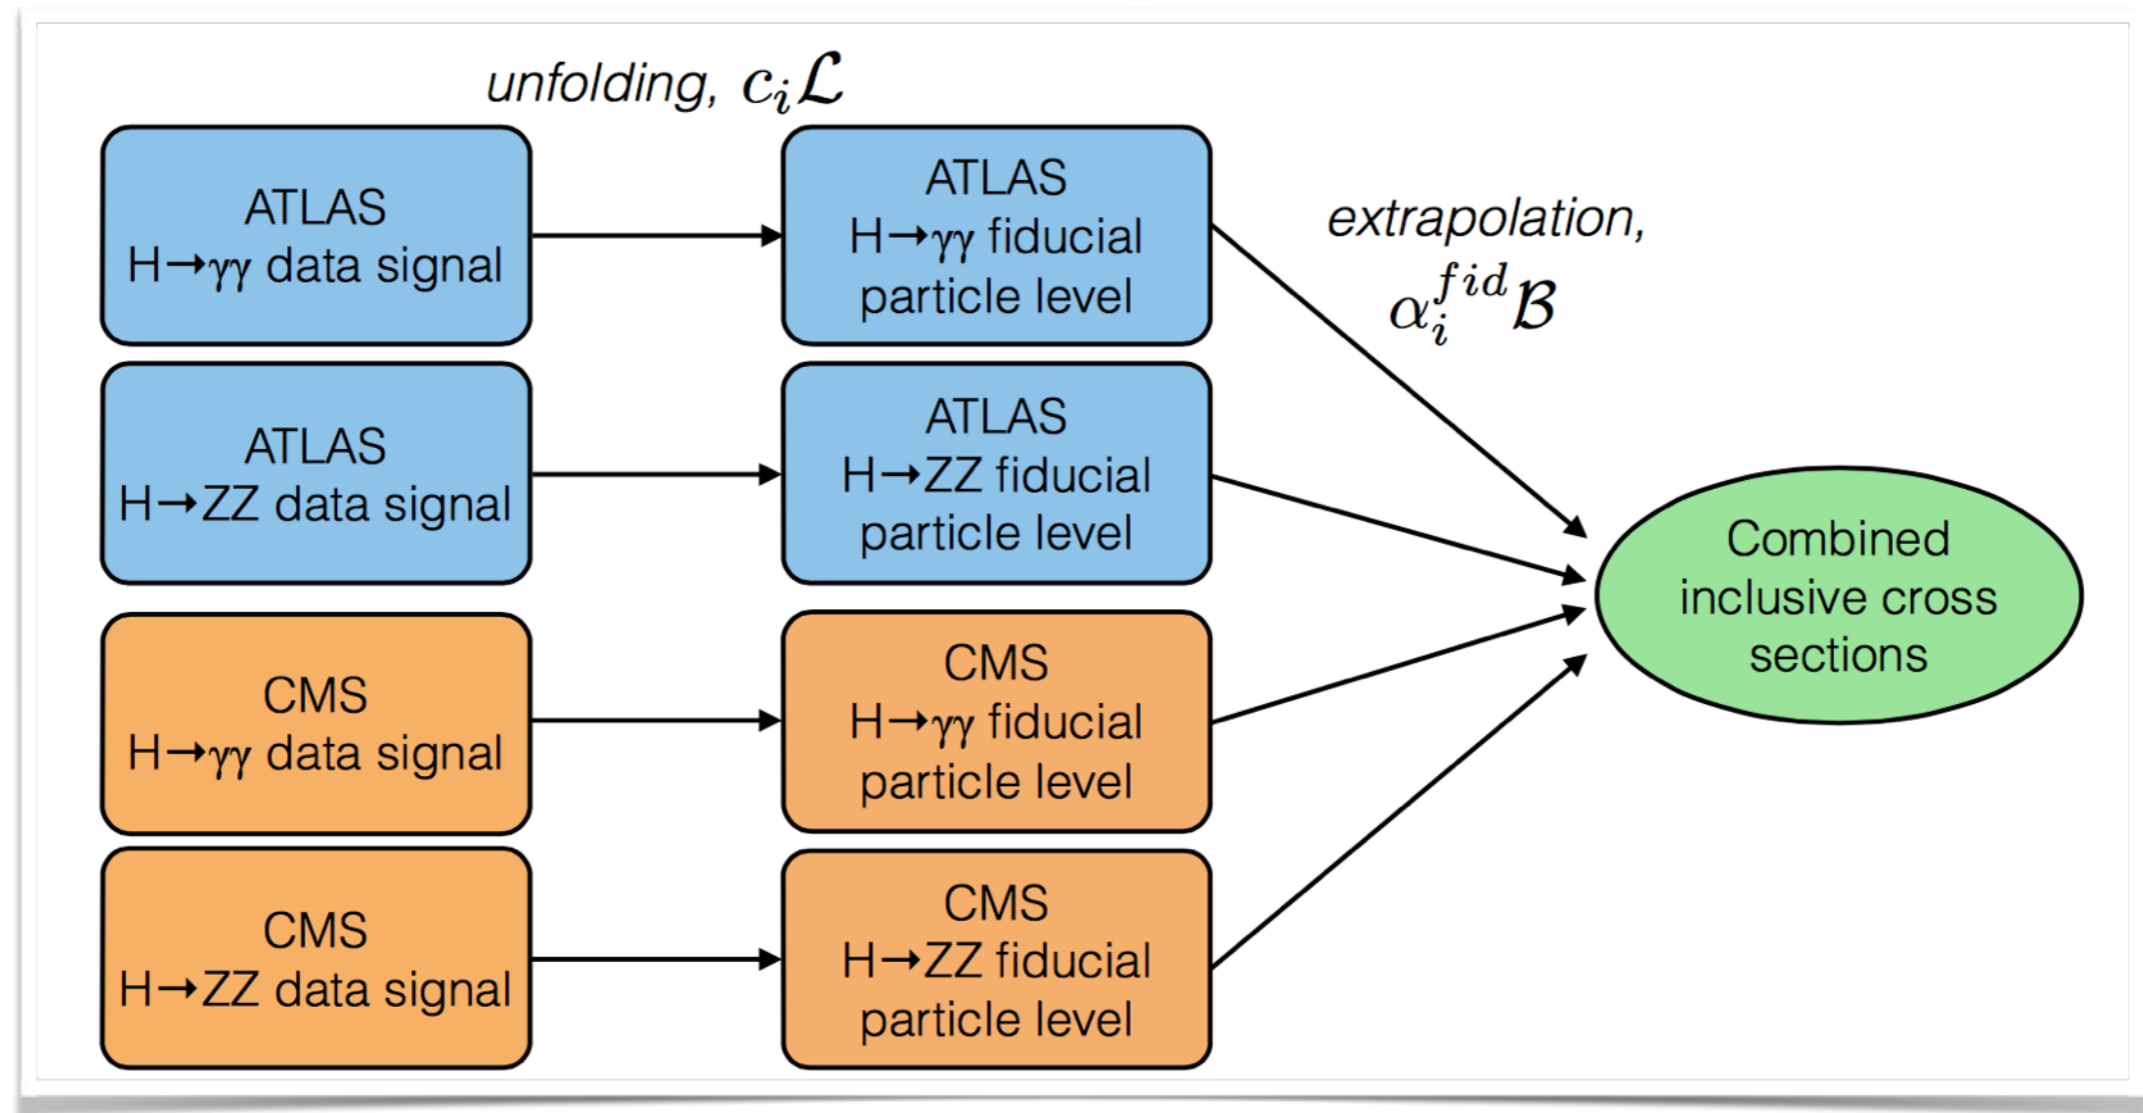 unfolding, c_i ℒ
ATLAS
H→γγ data signal
ATLAS
H→γγ fiducial
particle level
extrapolation,
α_i^{fid} ℬ
ATLAS
H→ZZ data signal
ATLAS
H→ZZ fiducial
particle level
CMS
H→γγ data signal
CMS
H→γγ fiducial
particle level
CMS
H→ZZ data signal
CMS
H→ZZ fiducial
particle level
Combined
inclusive cross
sections